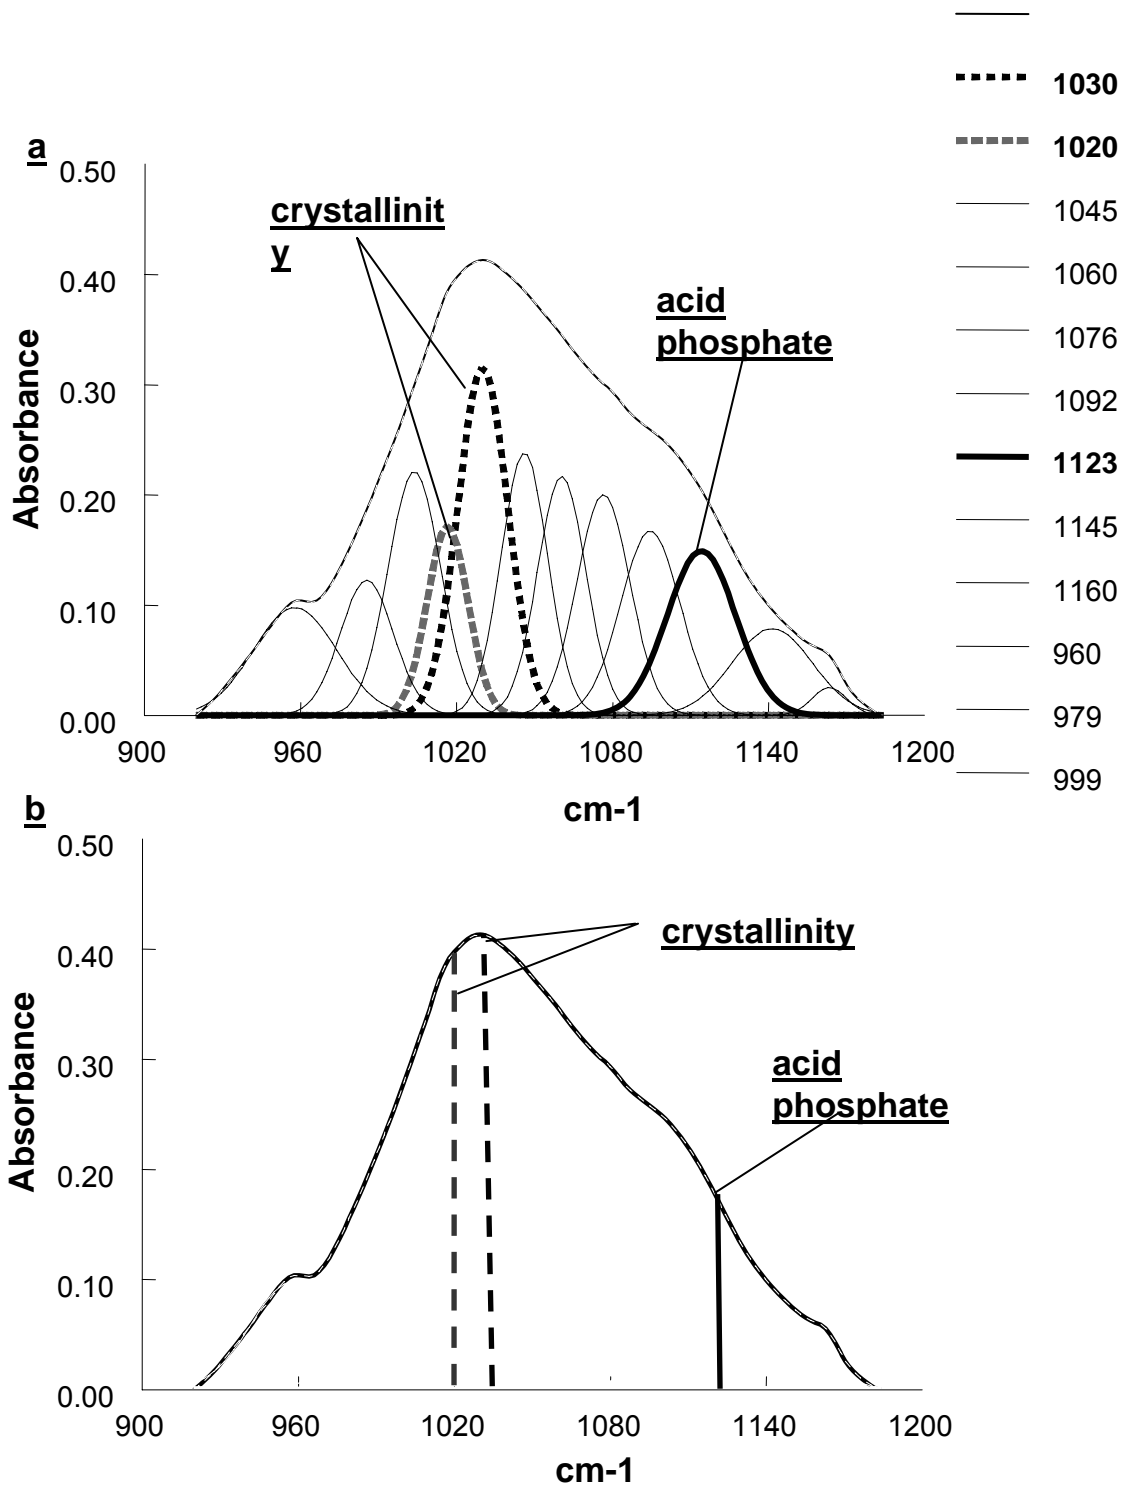 a
0.50
0.40
0.30
0.20
0.10
0.00
Absorbance
crystallinit
y
acid
phosphate
900
960
1020
1080
1140
1200
cm-1
1030
1020
1045
1060
1076
1092
1123
1145
1160
960
979
999
b
0.50
0.40
0.30
0.20
0.10
0.00
Absorbance
crystallinity
acid
phosphate
900
960
1020
1080
1140
1200
cm-1